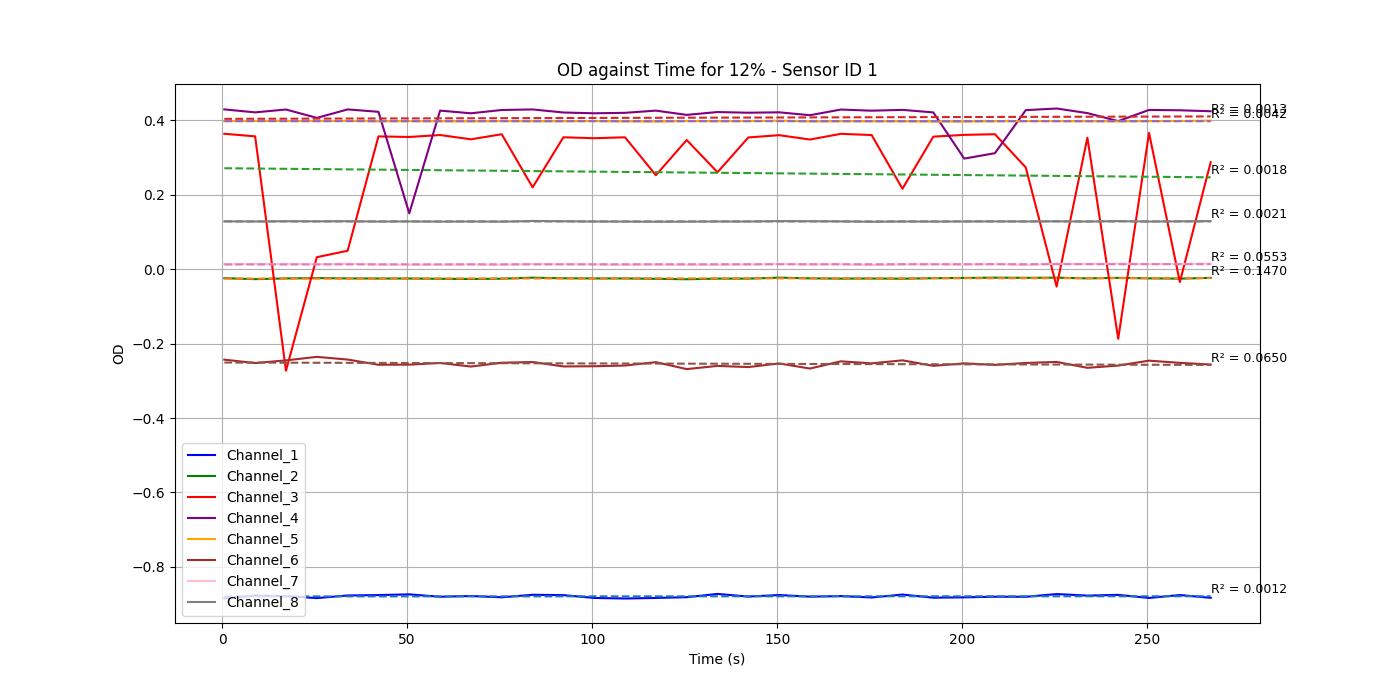 OD against Time for 12% - Sensor ID 1
OD
0.4
0.2
0.0
−0.2
−0.4
−0.6
−0.8
R² = 0.0013
R² = 0.0042
R² = 0.0018
R² = 0.0021
R² = 0.0553
R² = 0.1470
R² = 0.0650
R² = 0.0012
Channel_1
Channel_2
Channel_3
Channel_4
Channel_5
Channel_6
Channel_7
Channel_8
0 50 100 150 200 250
Time (s)